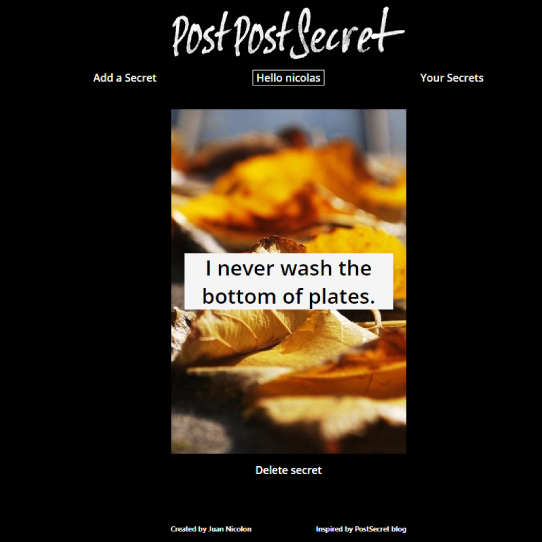 PostPostSecret
Add a Secret Hello nicolas Your Secrets
I never wash the
bottom of plates.
Delete secret
Created by Juan Nicolon Inspired by PostSecret blog